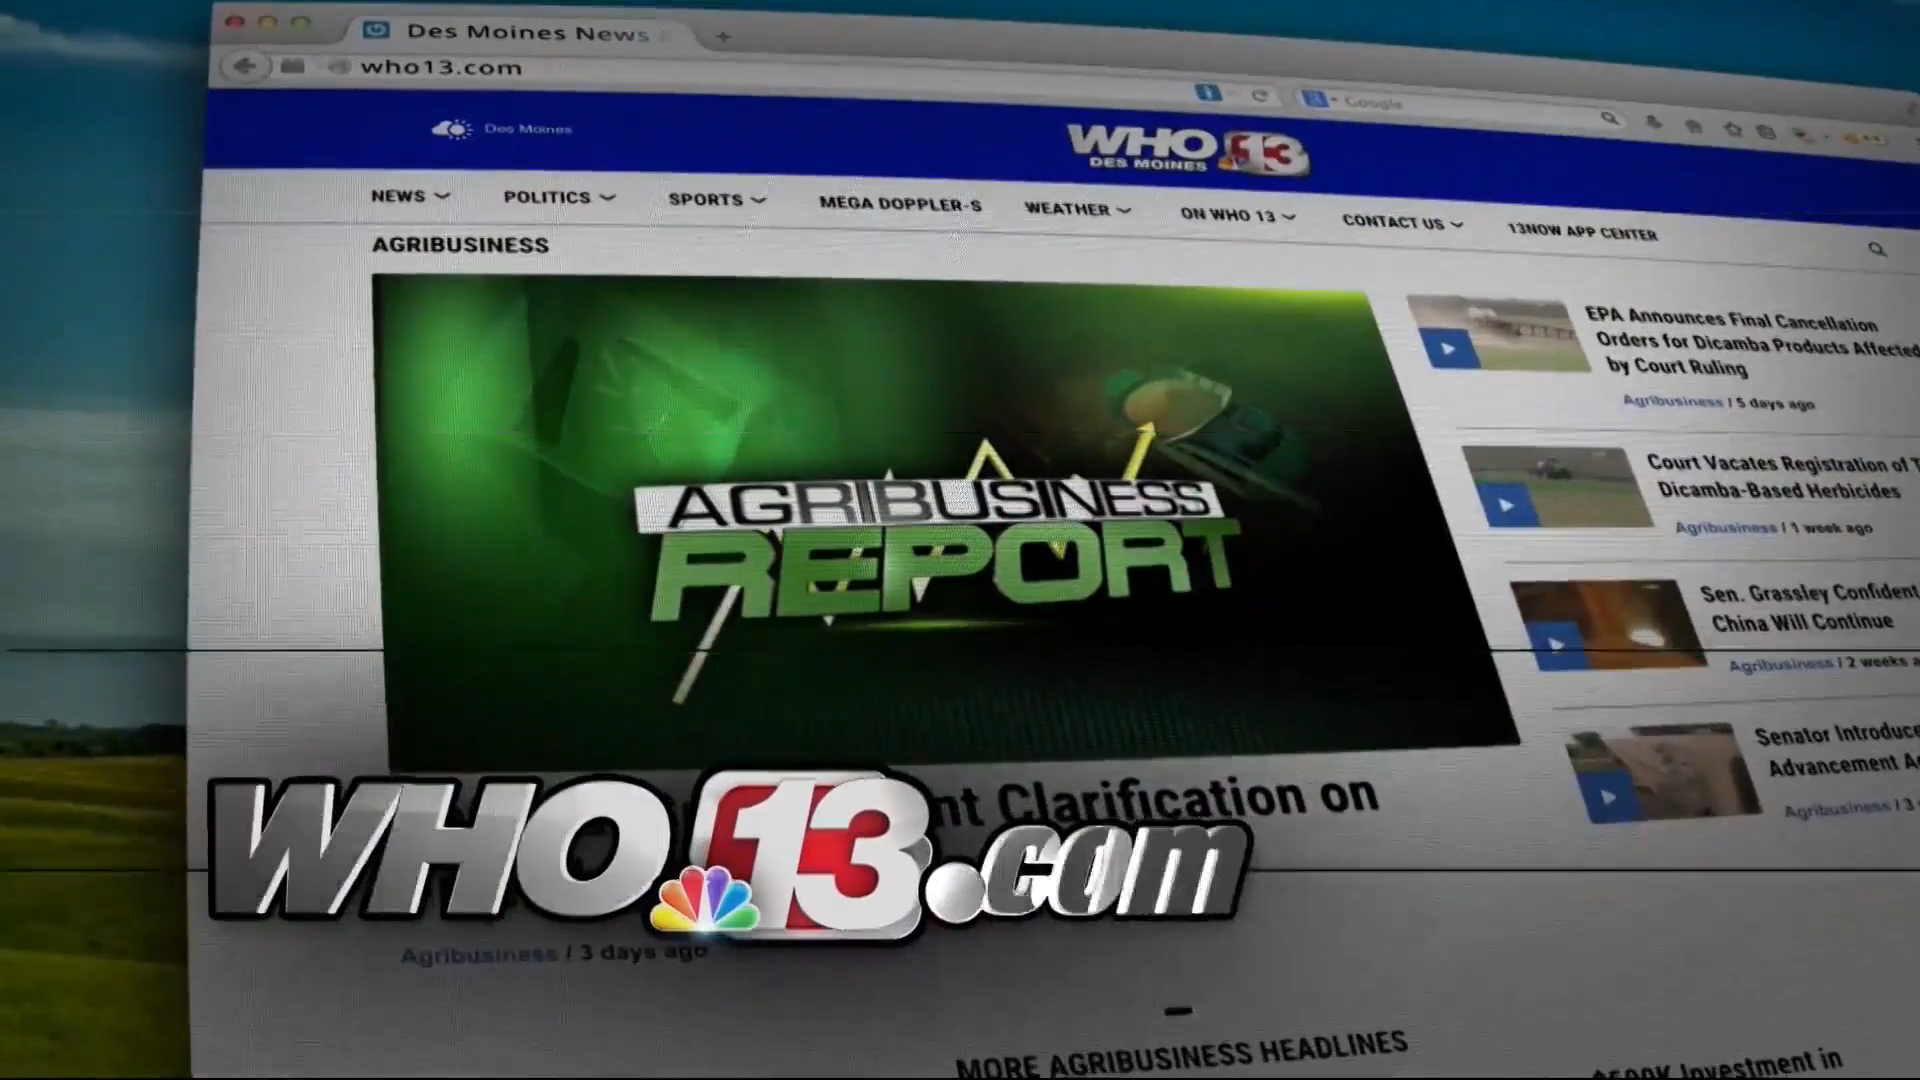 Des Moines News
who13.com
Google
Des Moines
WHO 13
DES MOINES
NEWS
POLITICS
SPORTS
MEGA DOPPLER-S
WEATHER
ON WHO 13
CONTACT US
13NOW APP CENTER
AGRIBUSINESS
AGRIBUSINESS
REPORT
EPA Announces Final Cancellation
Orders for Dicamba Products Affected
by Court Ruling
Agribusiness / 5 days ago
Court Vacates Registration of T
Dicamba-Based Herbicides
Agribusiness / 1 week ago
Sen. Grassley Confident
China Will Continue
Agribusiness / 2 weeks a
Senator Introduce
Advancement A
Agribusiness / 3
nt Clarification on
WHO 13.com
Agribusiness / 3 days ago
MORE AGRIBUSINESS HEADLINES
Investment in